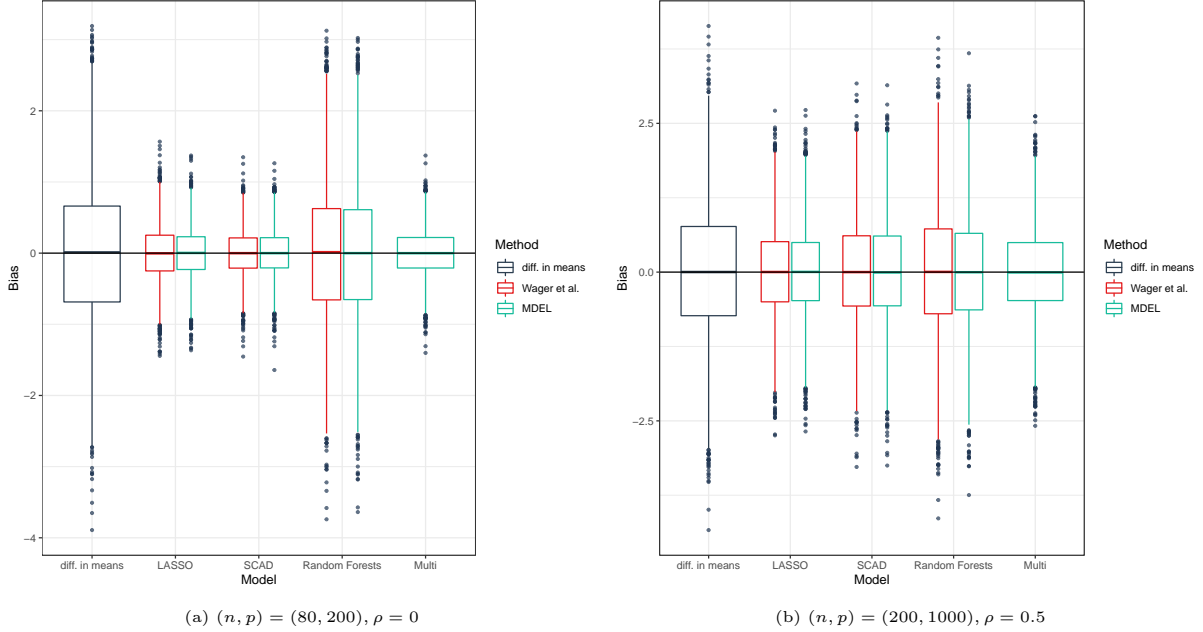 2
0
−2
−4
Bias
diff. in means
LASSO
SCAD
Random Forests
Multi
Model
Method
diff. in means
Wager et al.
MDEL
(a) (n, p) = (80, 200), ρ = 0
2.5
0.0
−2.5
Bias
diff. in means
LASSO
SCAD
Random Forests
Multi
Model
Method
diff. in means
Wager et al.
MDEL
(b) (n, p) = (200, 1000), ρ = 0.5